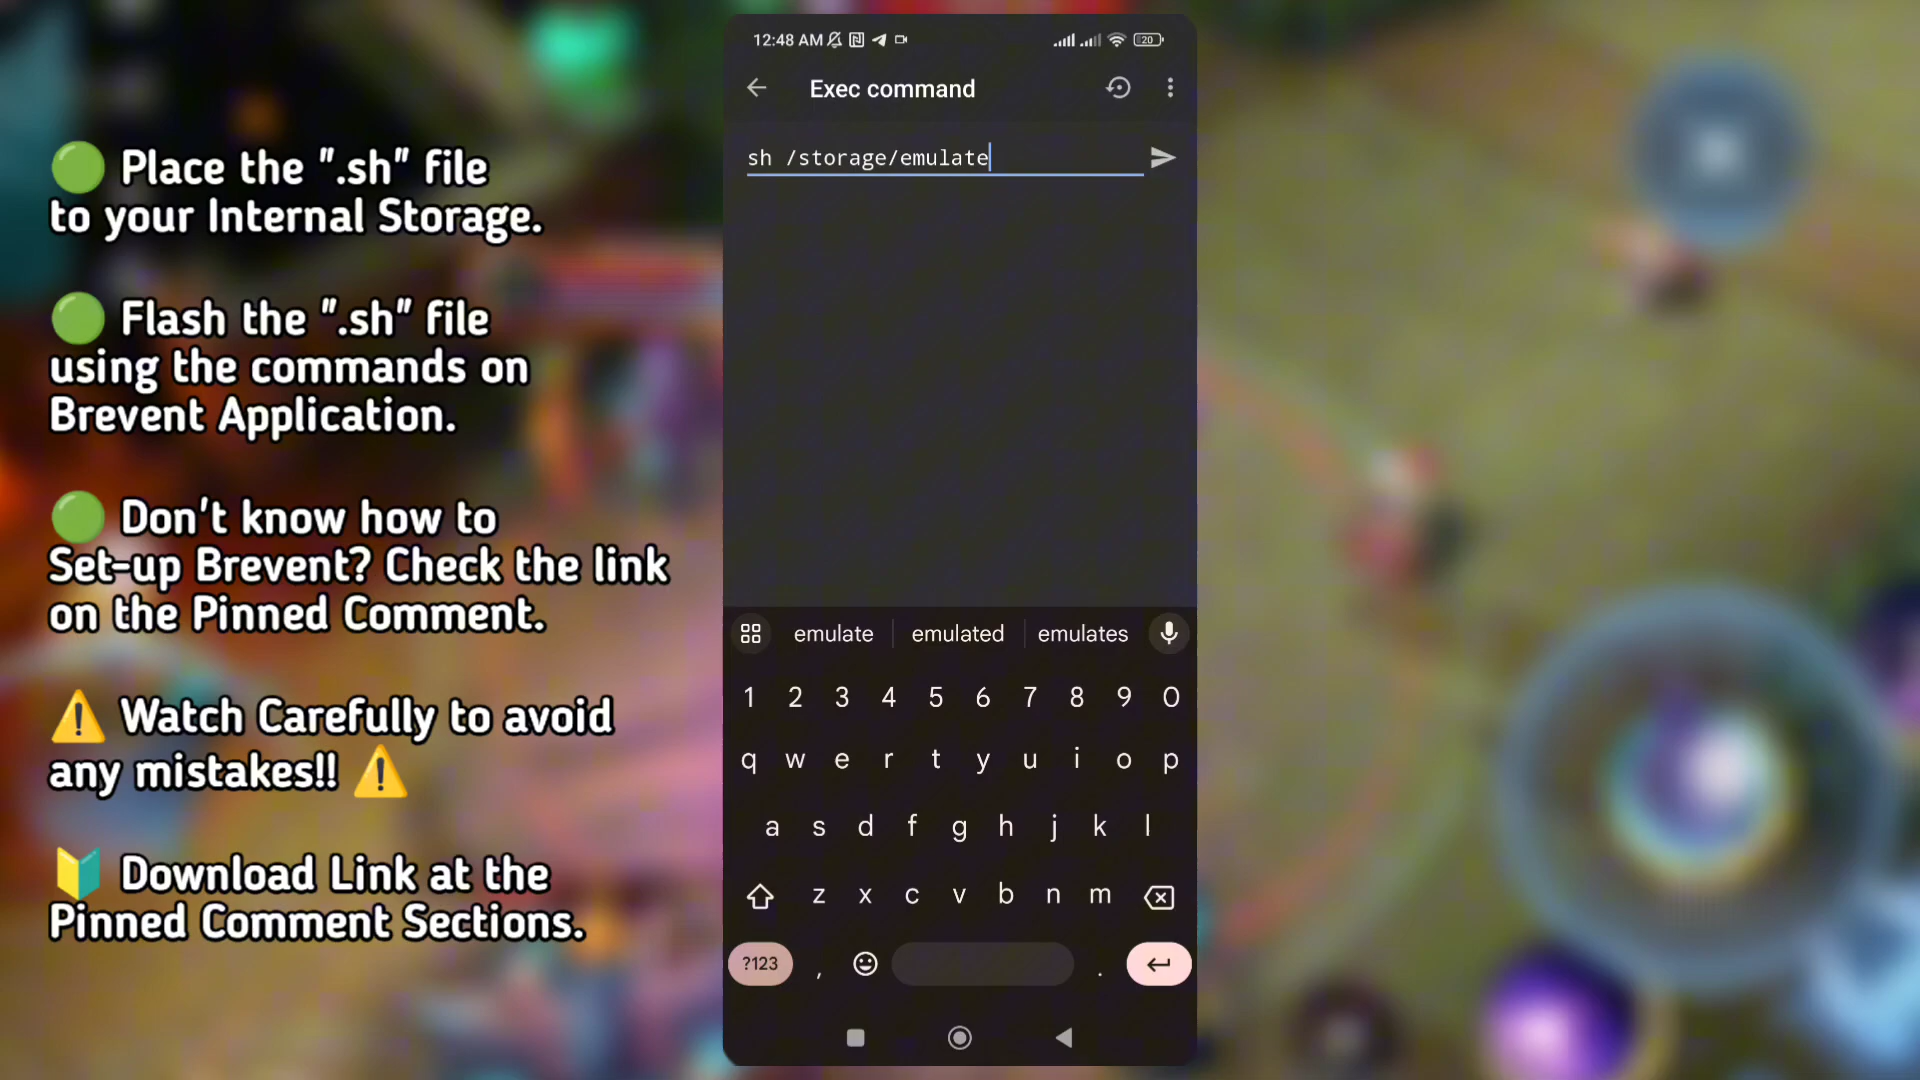 🟢 Place the ".sh" file
to your Internal Storage.
🟢 Flash the ".sh" file
using the commands on
Brevent Application.
🟢 Don't know how to
Set-up Brevent? Check the link
on the Pinned Comment.
⚠️ Watch Carefully to avoid
any mistakes!! ⚠️
🔰 Download Link at the
Pinned Comment Sections.
12:48 AM 20
Exec command
sh /storage/emulate
emulate emulated emulates
1 2 3 4 5 6 7 8 9 0
q w e r t y u i o p
a s d f g h j k l
z x c v b n m
?123 , .